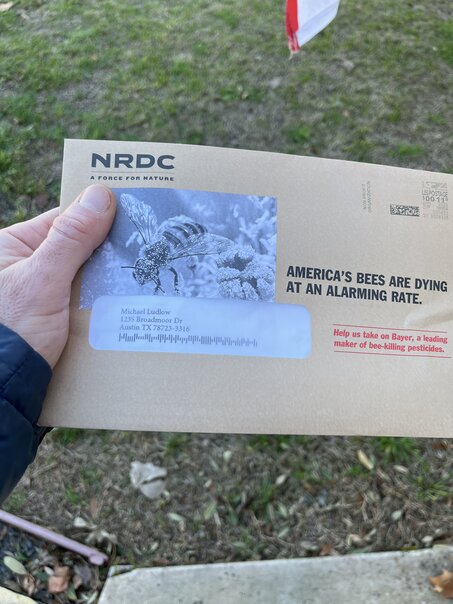 NRDC
A FORCE FOR NATURE
Michael Ludlow
1235 Broadmoor Dr
Austin TX 78723-3316
AMERICA'S BEES ARE DYING
AT AN ALARMING RATE.
Help us take on Bayer, a leading
maker of bee-killing pesticides.